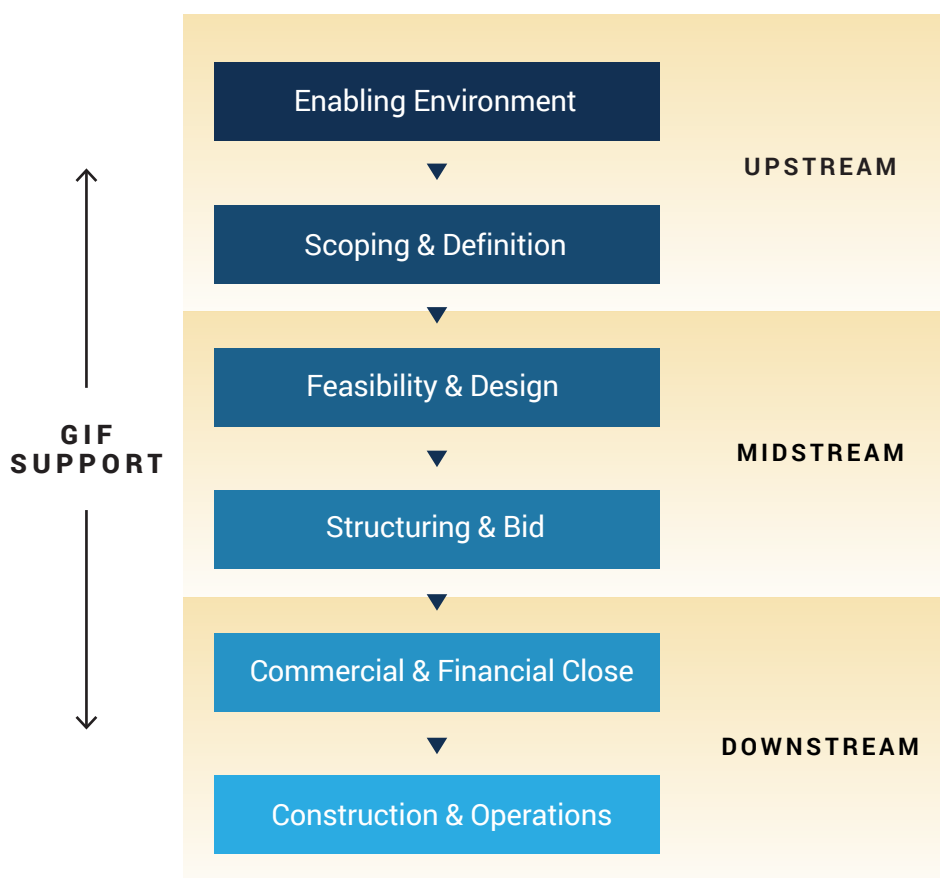 Enabling Environment
UPSTREAM
Scoping & Definition
Feasibility & Design
GIF
SUPPORT
MIDSTREAM
Structuring & Bid
Commercial & Financial Close
DOWNSTREAM
Construction & Operations